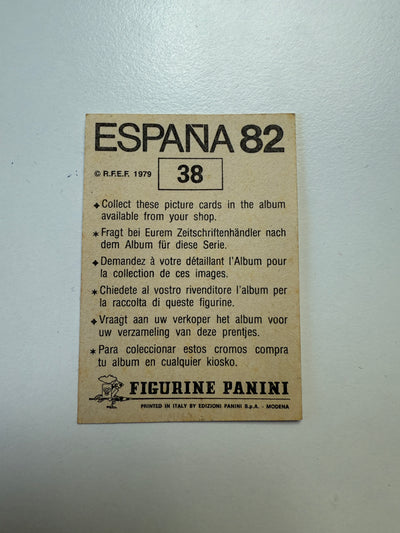 ESPAÑA 82
© R.F.E.F. 1979 38
✦ Collect these picture cards in the album
available from your shop.
✶ Fragt bei Eurem Zeitschriftenhändler nach
dem Album für diese Serie.
✦ Demandez à votre détaillant l'Album pour
la collection de ces images.
✶ Chiedete al vostro rivenditore l'album per
la raccolta di queste figurine.
✦ Vraagt aan uw verkoper het album voor
uw verzameling van deze prentjes.
✶ Para coleccionar estos cromos compra
tu album en cualquier kiosko.
FIGURINE PANINI
PRINTED IN ITALY BY EDIZIONI PANINI S.p.A. - MODENA